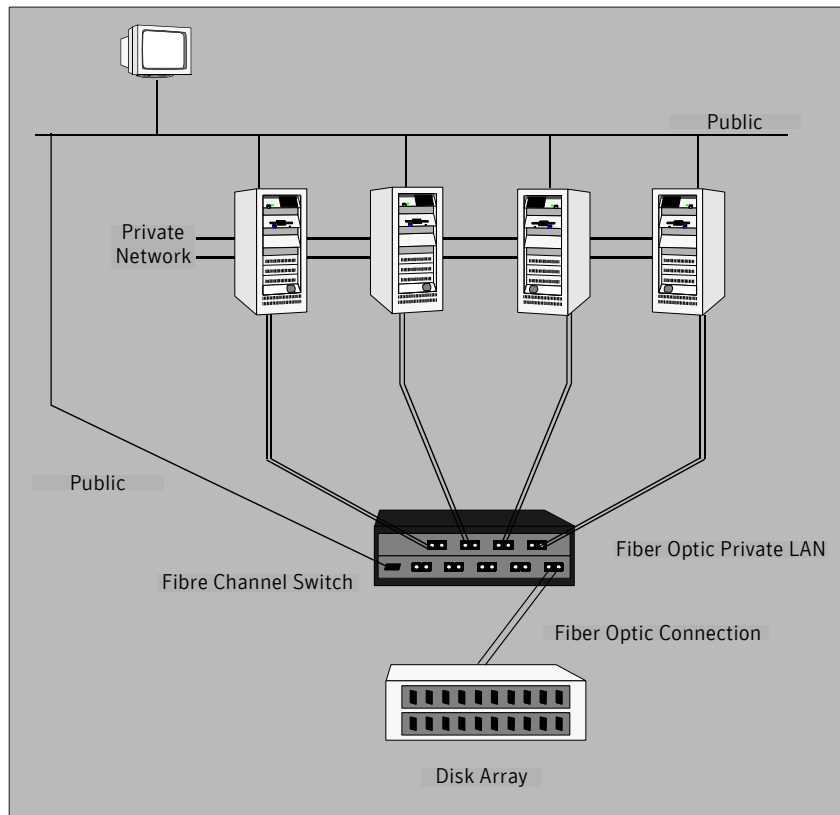 Public
Private
Network
Public
Fiber Optic Private LAN
Fibre Channel Switch
Fiber Optic Connection
Disk Array